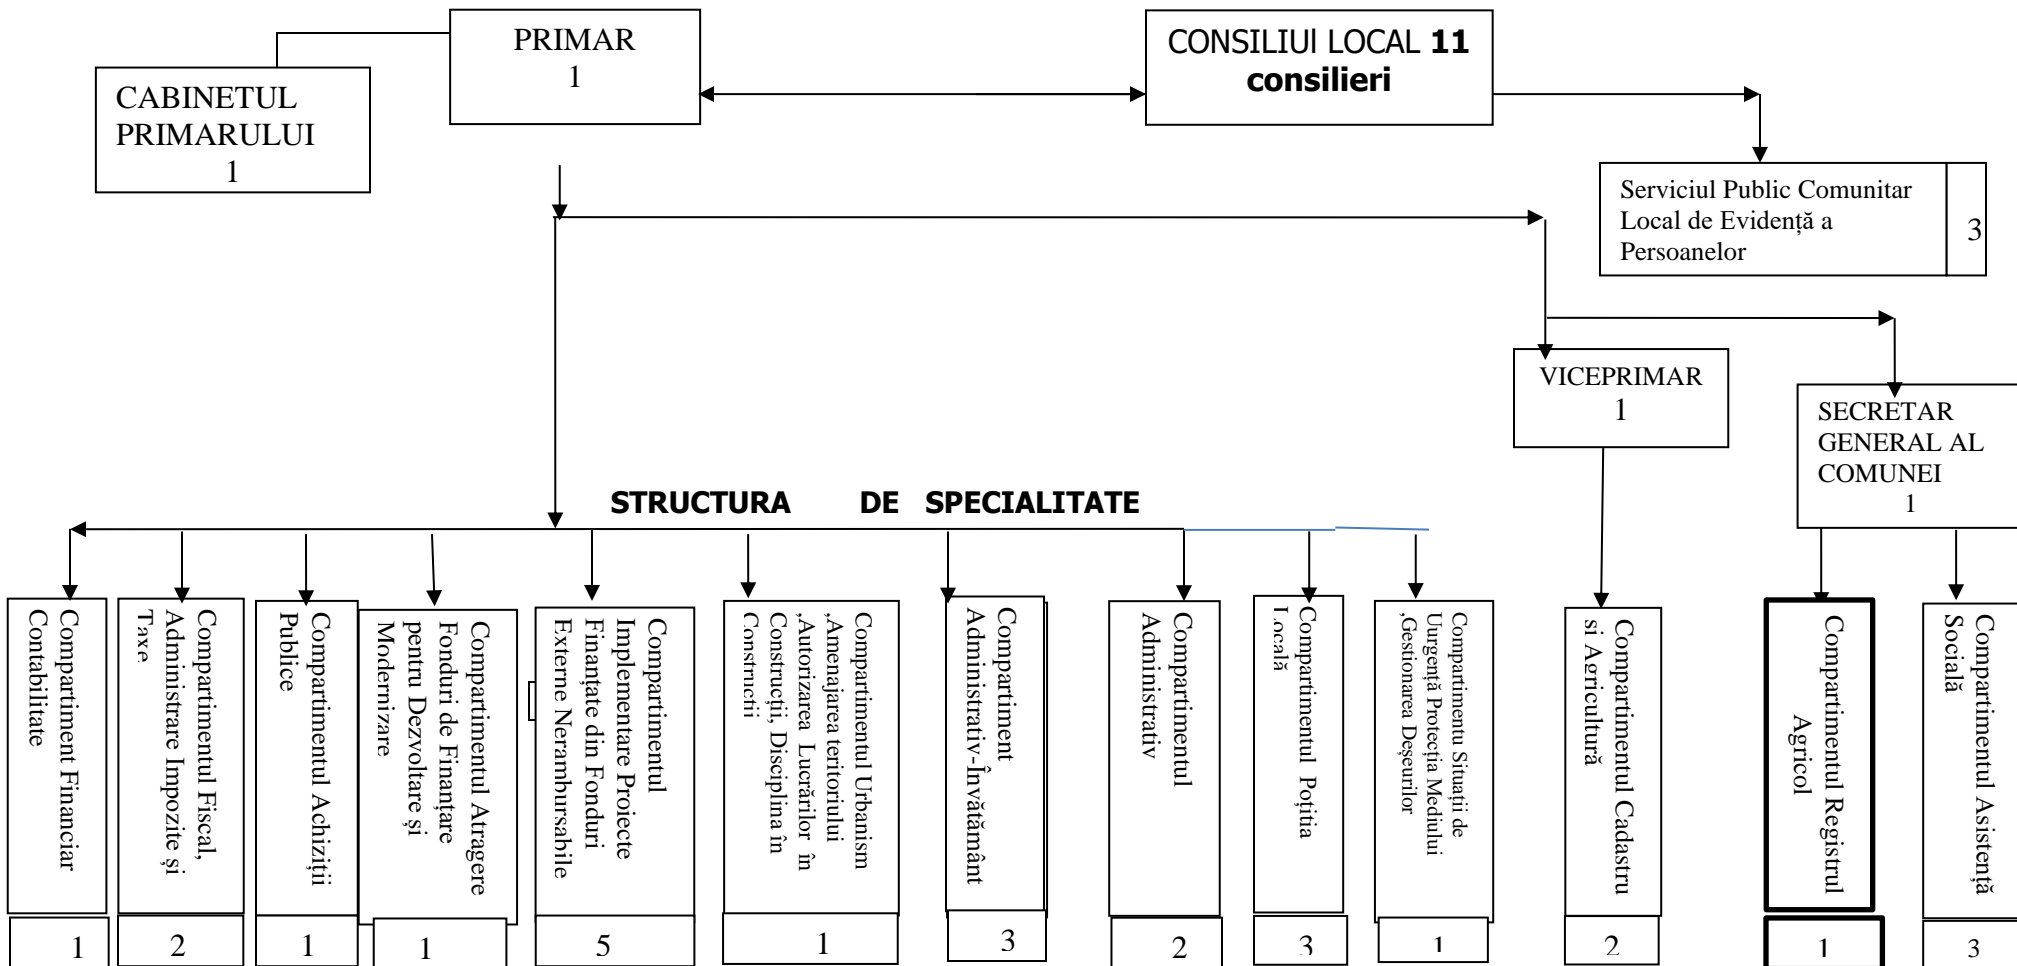 PRIMAR
1
CONSILIUl LOCAL 11
consilieri
CABINETUL
PRIMARULUI
1
Serviciul Public Comunitar
Local de Evidență a
Persoanelor
3
VICEPRIMAR
1
SECRETAR
GENERAL AL
COMUNEI
1
STRUCTURA DE SPECIALITATE
Compartiment Financiar
Contabilitate
1
Compartimentul Fiscal,
Administrare Impozite și
Taxe
2
Compartimentul Achiziții
Publice
1
Compartimentul Atragere
Fonduri de Finanțare
pentru Dezvoltare și
Modernizare
1
Compartimentul
Implementare Proiecte
Finanțate din Fonduri
Externe Nerambursabile
5
Compartimentul Urbanism
,Amenajarea teritoriului
,Autorizarea Lucrărilor în
Construcții, Disciplina în
Construcții
1
Compartiment
Administrativ-Învătământ
3
Compartimentul
Administrativ
2
Compartimentul Poțitia
Locală
3
Compartimentu Situații de
Uurgență Protecția Mediului
,Gestionarea Deșeurilor
1
Compartimentul Cadastru
si Agricultură
2
Compartimentul Registrul
Agricol
1
Compartimentul Asistență
Socială
3